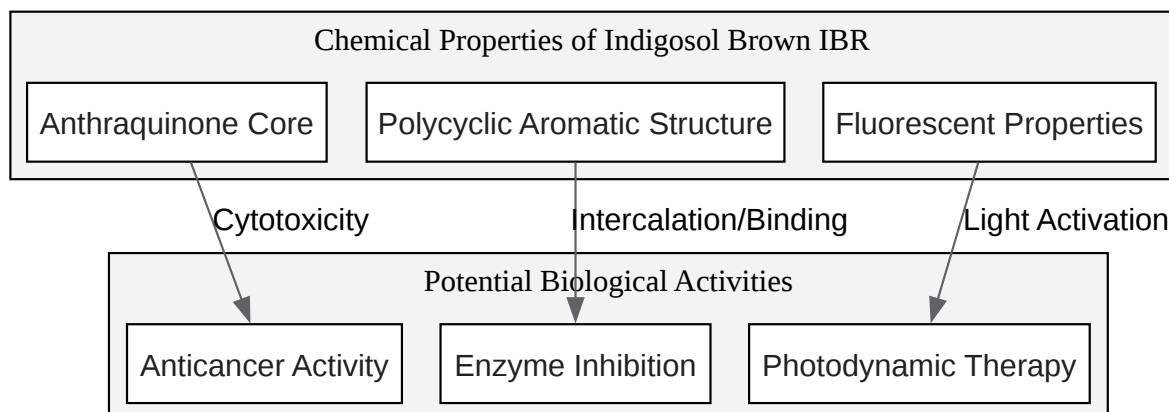 Chemical Properties of Indigosol Brown IBR
Anthraquinone Core
Polycyclic Aromatic Structure
Fluorescent Properties
Cytotoxicity
Intercalation/Binding
Light Activation
Potential Biological Activities
Anticancer Activity
Enzyme Inhibition
Photodynamic Therapy